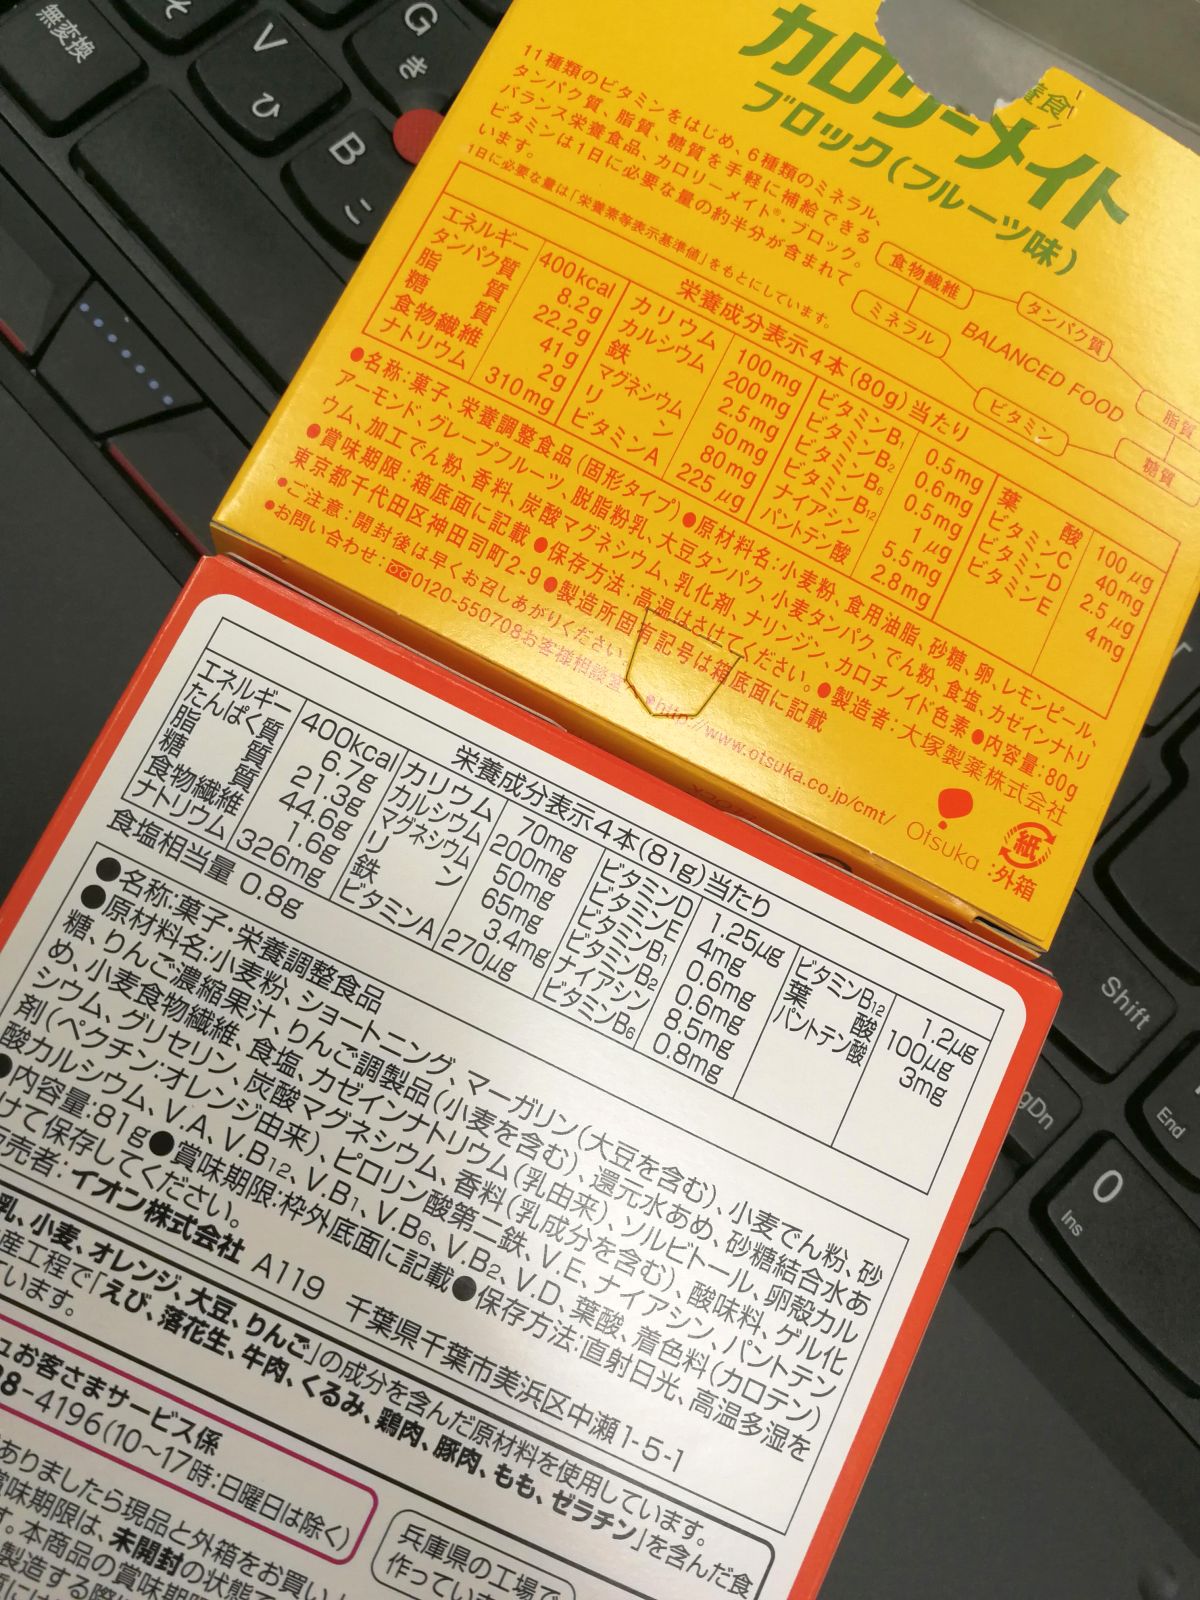 無変換
そ
V
ひ
G
き
B
こ
養食
カロリーメイト
ブロック(フルーツ味)
11種類のビタミンをはじめ、6種類のミネラル、
タンパク質、脂質、糖質を手軽に補給できる
バランス栄養食品、カロリーメイト®・ブロック。
ビタミンは1日に必要な量の約半分が含まれて
います。
1日に必要な量は「栄養素等表示基準値」をもとにしています。
食物繊維
タンパク質
ミネラル
BALANCED FOOD
脂質
ビタミン
糖質
栄養成分表示4本(80g)当たり
エネルギー 400kcal
タンパク質 8.2g
脂質 22.2g
糖質 41g
食物繊維 2g
ナトリウム 310mg
カリウム 100mg
カルシウム 200mg
鉄 2.5mg
マグネシウム 50mg
リン 80mg
ビタミンA 225μg
ビタミンB1 0.5mg
ビタミンB2 0.6mg
ビタミンB6 0.5mg
ビタミンB12 1μg
ナイアシン 5.5mg
パントテン酸 2.8mg
葉酸 100μg
ビタミンC 40mg
ビタミンD 2.5μg
ビタミンE 4mg
●名称:菓子、栄養調整食品(固形タイプ)●原材料名:小麦粉、食用油脂、砂糖、卵、レモンピール、
アーモンド、グレープフルーツ、脱脂粉乳、大豆タンパク、小麦タンパク、でん粉、食塩、カゼインナトリ
ウム、加工でん粉、香料、炭酸マグネシウム、乳化剤、ナリンジン、カロチノイド色素●内容量:80g
●賞味期限:箱底面に記載●保存方法:高温はさけてください。●製造者:大塚製薬株式会社
東京都千代田区神田司町2-9●製造所固有記号は箱底面に記載
●ご注意:開封後は早くお召しあがりください
●お問い合わせ:0120-550708お客様相談室 ●http://www.otsuka.co.jp/cmt/
Otsuka
紙
:外箱
栄養成分表示4本(81g)当たり
エネルギー 400kcal
たんぱく質 6.7g
脂質 21.3g
糖質 44.6g
食物繊維 1.6g
ナトリウム 326mg
食塩相当量 0.8g
カリウム 70mg
カルシウム 200mg
マグネシウム 50mg
リン 65mg
鉄 3.4mg
ビタミンA 270μg
ビタミンD 1.25μg
ビタミンE 4mg
ビタミンB1 0.6mg
ビタミンB2 0.6mg
ナイアシン 8.5mg
ビタミンB6 0.8mg
ビタミンB12 1.2μg
葉酸 100μg
パントテン酸 3mg
●名称:菓子・栄養調整食品
●原材料名:小麦粉、ショートニング、マーガリン(大豆を含む)、小麦でん粉、砂
糖、りんご濃縮果汁、りんご調製品(小麦を含む)、還元水あめ、砂糖結合水あ
め、小麦食物繊維、食塩、カゼインナトリウム(乳由来)、ソルビトール、卵殻カル
シウム、グリセリン、炭酸マグネシウム、香料(乳成分を含む)、酸味料、ゲル化
剤(ペクチン:オレンジ由来)、ピロリン酸第二鉄、V.E、ナイアシン、パントテン
酸カルシウム、V.A、V.B12、V.B1、V.B6、V.B2、V.D、葉酸、着色料(カロテン)
●内容量:81g●賞味期限:枠外底面に記載●保存方法:直射日光、高温多湿を
けて保存してください。
売者:イオン株式会社 A119 千葉県千葉市美浜区中瀬1-5-1
乳、小麦、オレンジ、大豆、りんご」の成分を含んだ原材料を使用しています。
産工程で「えび、落花生、牛肉、くるみ、鶏肉、豚肉、もも、ゼラチン」を含んだ食
ています。
ュお客さまサービス係
-4196(10〜17時:日曜日は除く)
ありましたら現品と外箱をお買い
賞味期限は、未開封の状態で
す。本商品の賞味期限
製造する際
兵庫県の工場で
作ってい
Shift
PgDn
End
0
Ins